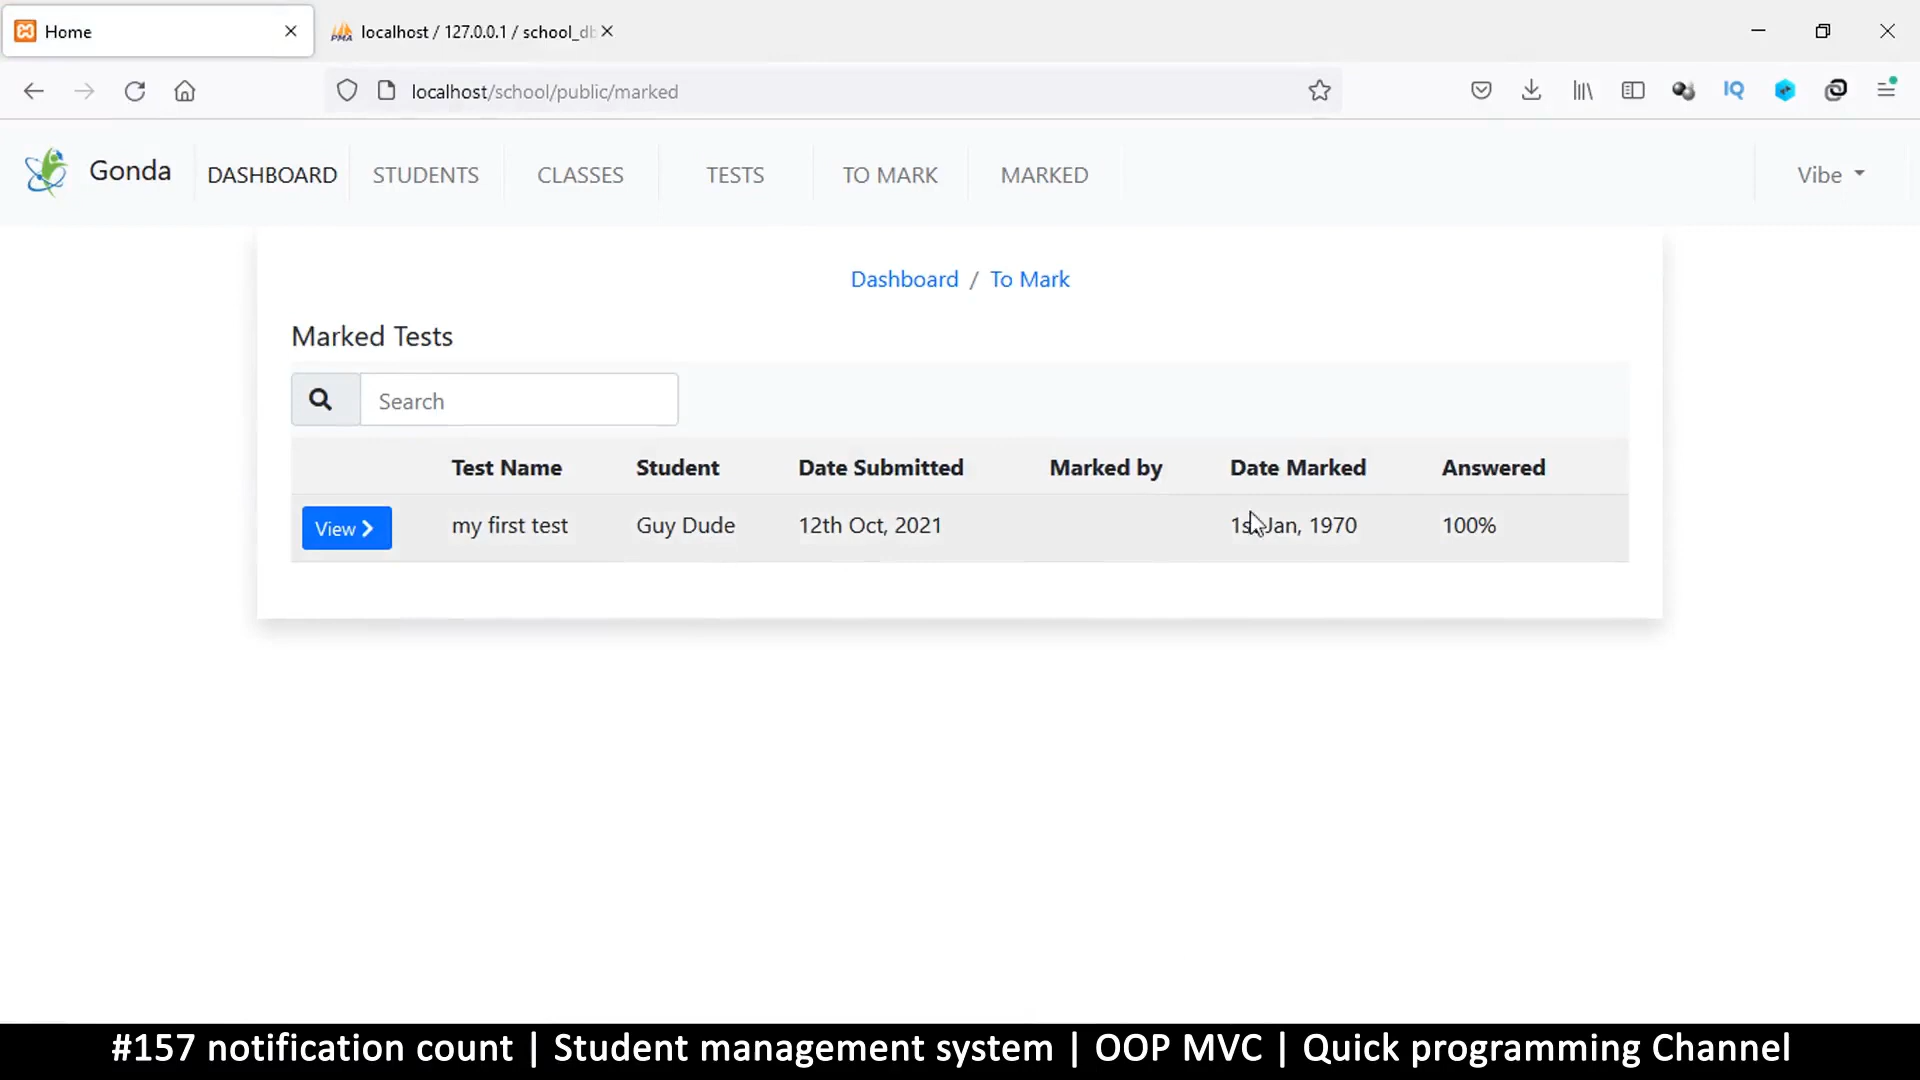 Home
localhost / 127.0.0.1 / school_db
localhost/school/public/marked
IQ
Gonda
DASHBOARD
STUDENTS
CLASSES
TESTS
TO MARK
MARKED
Vibe
Dashboard / To Mark
Marked Tests
Search
Test Name Student Date Submitted Marked by Date Marked Answered
View my first test Guy Dude 12th Oct, 2021 1st Jan, 1970 100%
#157 notification count | Student management system | OOP MVC | Quick programming Channel